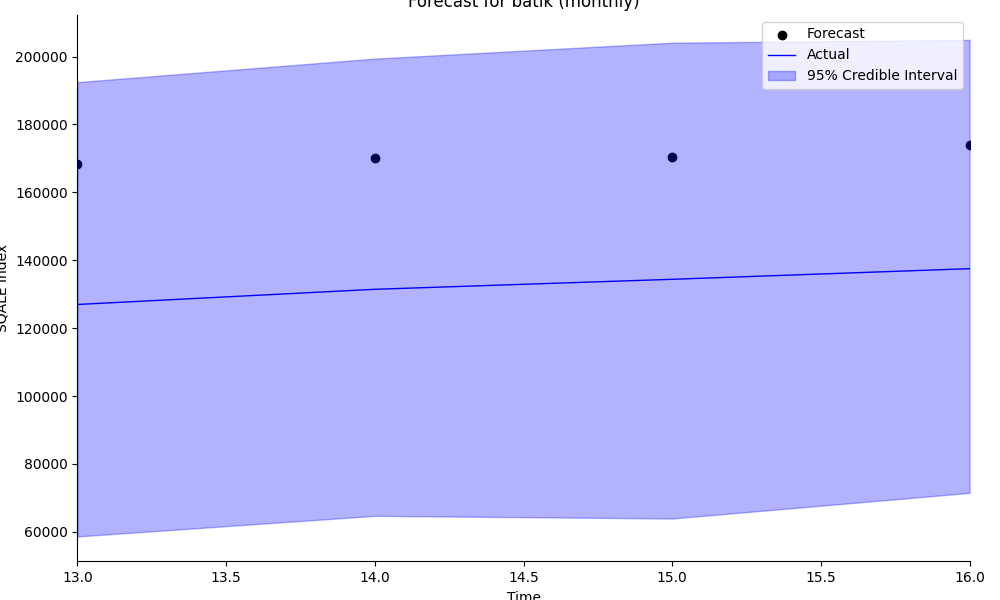 Forecast for batik (monthly)
Forecast
Actual
95% Credible Interval
200000
180000
160000
140000
120000
100000
80000
60000
SQALE Index
13.0
13.5
14.0
14.5
15.0
15.5
16.0
Time